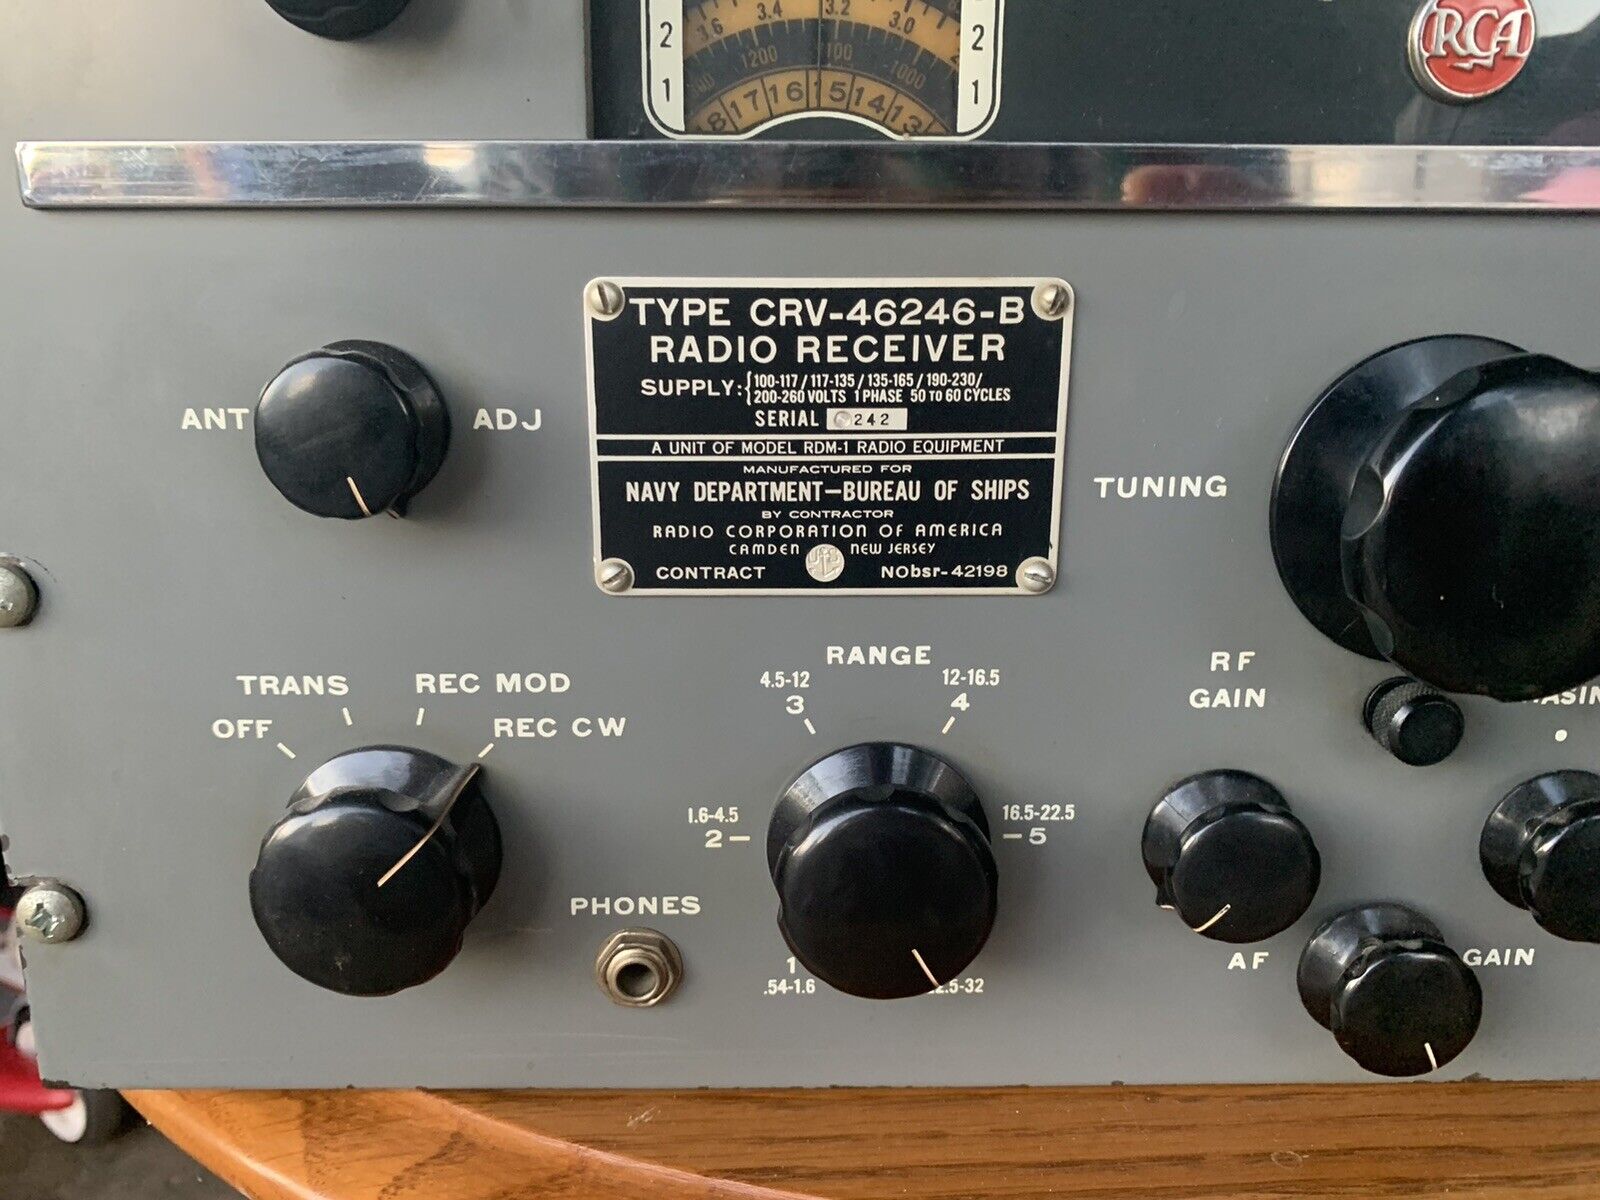 2
1
3.6 3.4 3.2 3.0
1200 1000
18 17 16 15 14 13
2
1
RCA
TYPE CRV-46246-B
RADIO RECEIVER
SUPPLY: {100-117 / 117-135 / 135-165 / 190-230/
200-260 VOLTS 1 PHASE 50 TO 60 CYCLES
SERIAL 242
A UNIT OF MODEL RDM-1 RADIO EQUIPMENT
MANUFACTURED FOR
NAVY DEPARTMENT—BUREAU OF SHIPS
BY CONTRACTOR
RADIO CORPORATION OF AMERICA
CAMDEN NEW JERSEY
CONTRACT NObsr-42198
ANT ADJ
TUNING
OFF
TRANS
REC MOD
REC CW
PHONES
RANGE
4.5-12
3
12-16.5
4
1.6-4.5
2
16.5-22.5
5
1
.54-1.6
RF
GAIN
AF GAIN